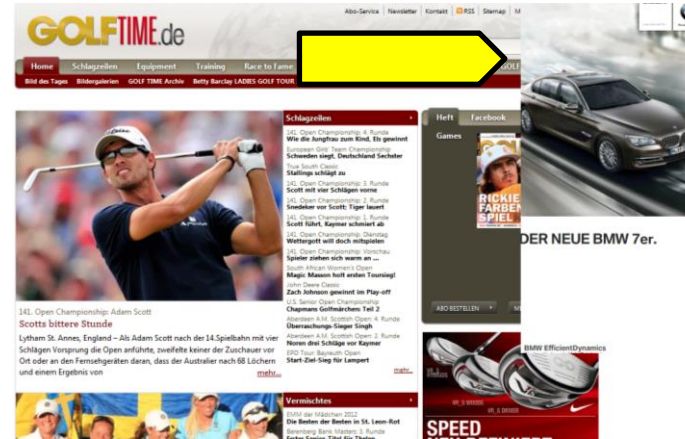 GOLFTIME.de
Abo-Service | Newsletter | Kontakt | RSS | Sitemap
Home Schlagzeilen Equipment Training Race to Fame
Bild des Tages Bildergalerien GOLF TIME Archiv Betty Barclay LADIES GOLF TOUR
Schlagzeilen
141. Open Championship: 4. Runde
Wie die Jungfrau zum Kind, Els gewinnt
European Girls' Team Championship
Schweden siegt, Deutschland Sechster
True South Classic
Stallings schlägt zu
141. Open Championship: 3. Runde
Scott mit vier Schlägen vorne
141. Open Championship: 2. Runde
Snedeker vor Scott; Tiger lauert
141. Open Championship: 1. Runde
Scott führt, Kaymer schmiert ab
141. Open Championship: Dienstag
Wettergott will doch mitspielen
141. Open Championship: Vorschau
Spieler ziehen sich warm an ...
South African Women's Open
Magic Masson holt ersten Toursieg!
John Deere Classic
Zach Johnson gewinnt im Play-off
U.S. Senior Open Championship
Chapmans Golfmärchen: Teil 2
Aberdeen A.M. Scottish Open: 4. Runde
Überraschungs-Sieger Singh
Aberdeen A.M. Scottish Open: 2. Runde
Noren drei Schläge vor Kaymer
EPD Tour: Bayreuth Open
Start-Ziel-Sieg für Lampert
mehr...
Heft Facebook
Games
RICKIE
FARBEN
SPIEL
ABO BESTELLEN
DER NEUE BMW 7er.
BMW EfficientDynamics
141. Open Championship: Adam Scott
Scotts bittere Stunde
Lytham St. Annes, England – Als Adam Scott nach der 14.Spielbahn mit vier
Schlägen Vorsprung die Open anführte, zweifelte keiner der Zuschauer vor
Ort oder an den Fernsehgeräten daran, dass der Australier nach 68 Löchern
und einem Ergebnis von mehr...
Vermischtes
EMM der Mädchen 2012
Die Besten der Besten in St. Leon-Rot
Berenberg Bank Masters: 3. Runde
VR_S DRIVER
SPEED